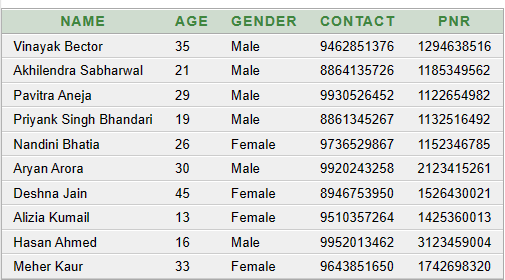 NAME AGE GENDER CONTACT PNR
Vinayak Bector 35 Male 9462851376 1294638516
Akhilendra Sabharwal 21 Male 8864135726 1185349562
Pavitra Aneja 29 Male 9930526452 1122654982
Priyank Singh Bhandari 19 Male 8861345267 1132516492
Nandini Bhatia 26 Female 9736529867 1152346785
Aryan Arora 30 Male 9920243258 2123415261
Deshna Jain 45 Female 8946753950 1526430021
Alizia Kumail 13 Female 9510357264 1425360013
Hasan Ahmed 16 Male 9952013462 3123459004
Meher Kaur 33 Female 9643851650 1742698320